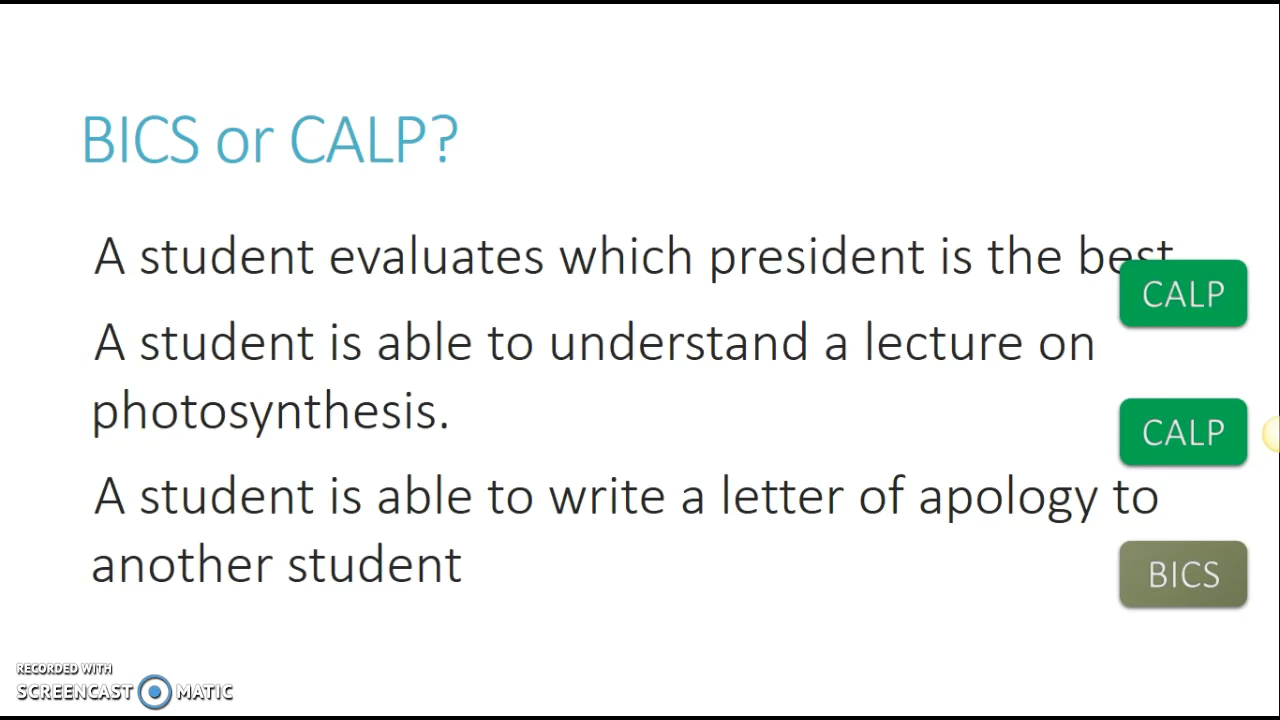 BICS or CALP?
A student evaluates which president is the best
CALP
A student is able to understand a lecture on
photosynthesis.
CALP
A student is able to write a letter of apology to
another student
BICS
RECORDED WITH
SCREENCAST MATIC